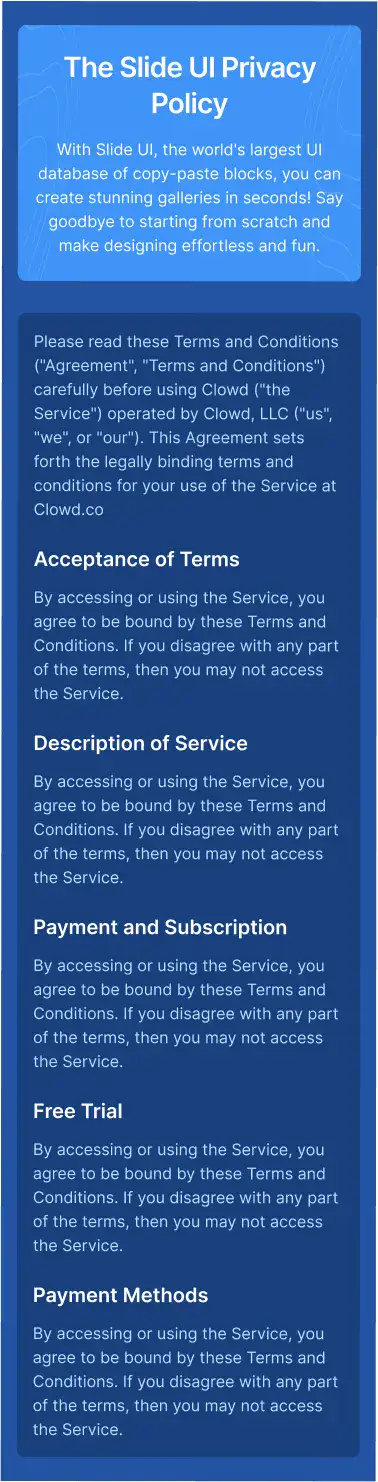 The Slide UI Privacy
Policy
With Slide UI, the world's largest UI
database of copy-paste blocks, you can
create stunning galleries in seconds! Say
goodbye to starting from scratch and
make designing effortless and fun.
Please read these Terms and Conditions
("Agreement", "Terms and Conditions")
carefully before using Clowd ("the
Service") operated by Clowd, LLC ("us",
"we", or "our"). This Agreement sets
forth the legally binding terms and
conditions for your use of the Service at
Clowd.co
Acceptance of Terms
By accessing or using the Service, you
agree to be bound by these Terms and
Conditions. If you disagree with any part
of the terms, then you may not access
the Service.
Description of Service
By accessing or using the Service, you
agree to be bound by these Terms and
Conditions. If you disagree with any part
of the terms, then you may not access
the Service.
Payment and Subscription
By accessing or using the Service, you
agree to be bound by these Terms and
Conditions. If you disagree with any part
of the terms, then you may not access
the Service.
Free Trial
By accessing or using the Service, you
agree to be bound by these Terms and
Conditions. If you disagree with any part
of the terms, then you may not access
the Service.
Payment Methods
By accessing or using the Service, you
agree to be bound by these Terms and
Conditions. If you disagree with any part
of the terms, then you may not access
the Service.